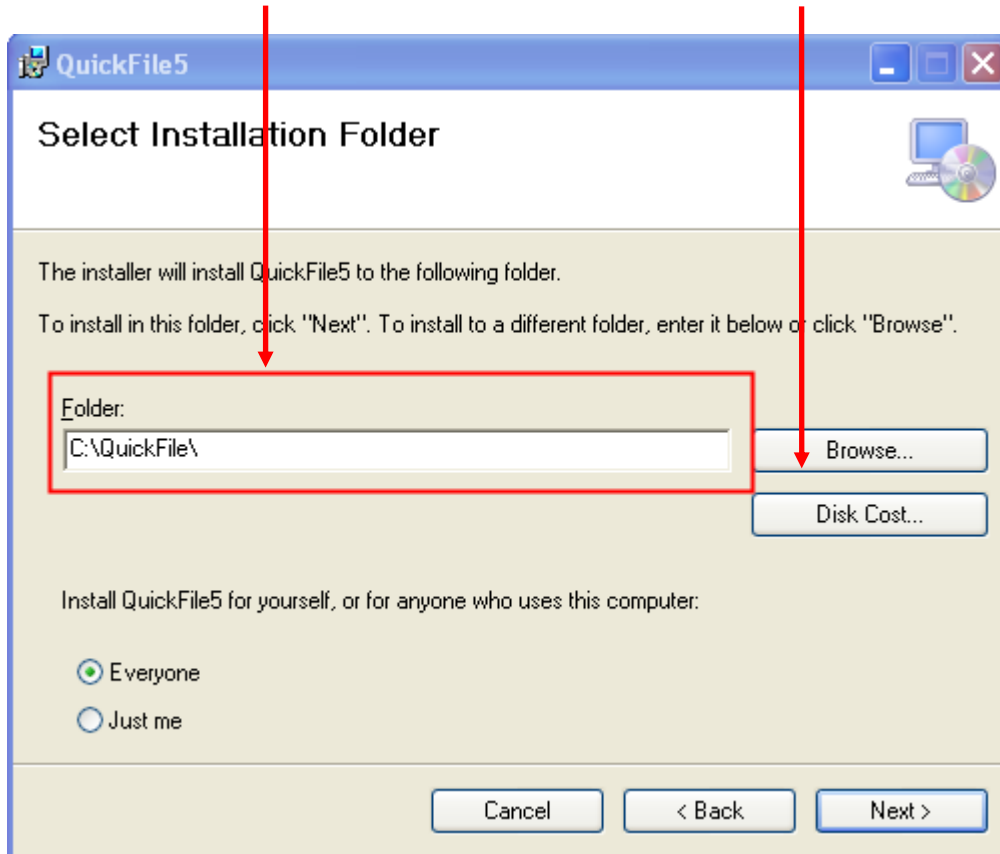 QuickFile5
Select Installation Folder
The installer will install QuickFile5 to the following folder.
To install in this folder, click "Next". To install to a different folder, enter it below or click "Browse".
Folder:
C:\QuickFile\
Browse...
Disk Cost...
Install QuickFile5 for yourself, or for anyone who uses this computer:
Everyone
Just me
Cancel
< Back
Next >